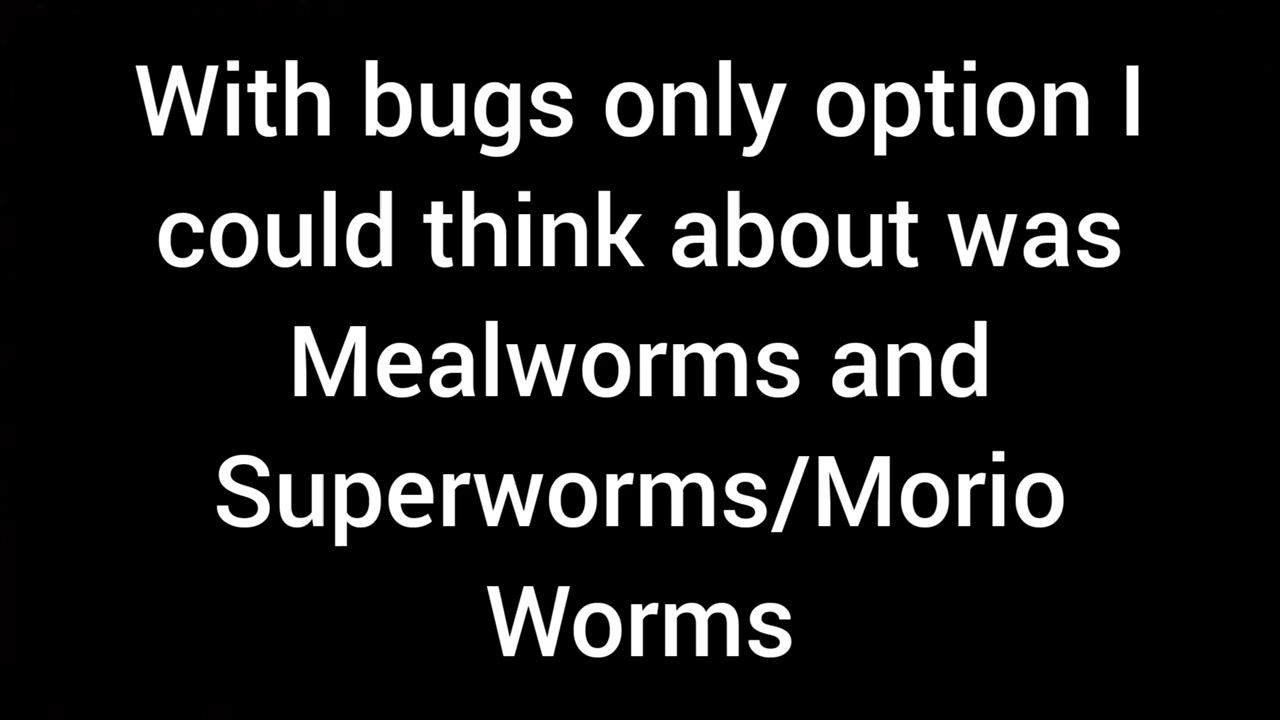 With bugs only option I
could think about was
Mealworms and
Superworms/Morio
Worms